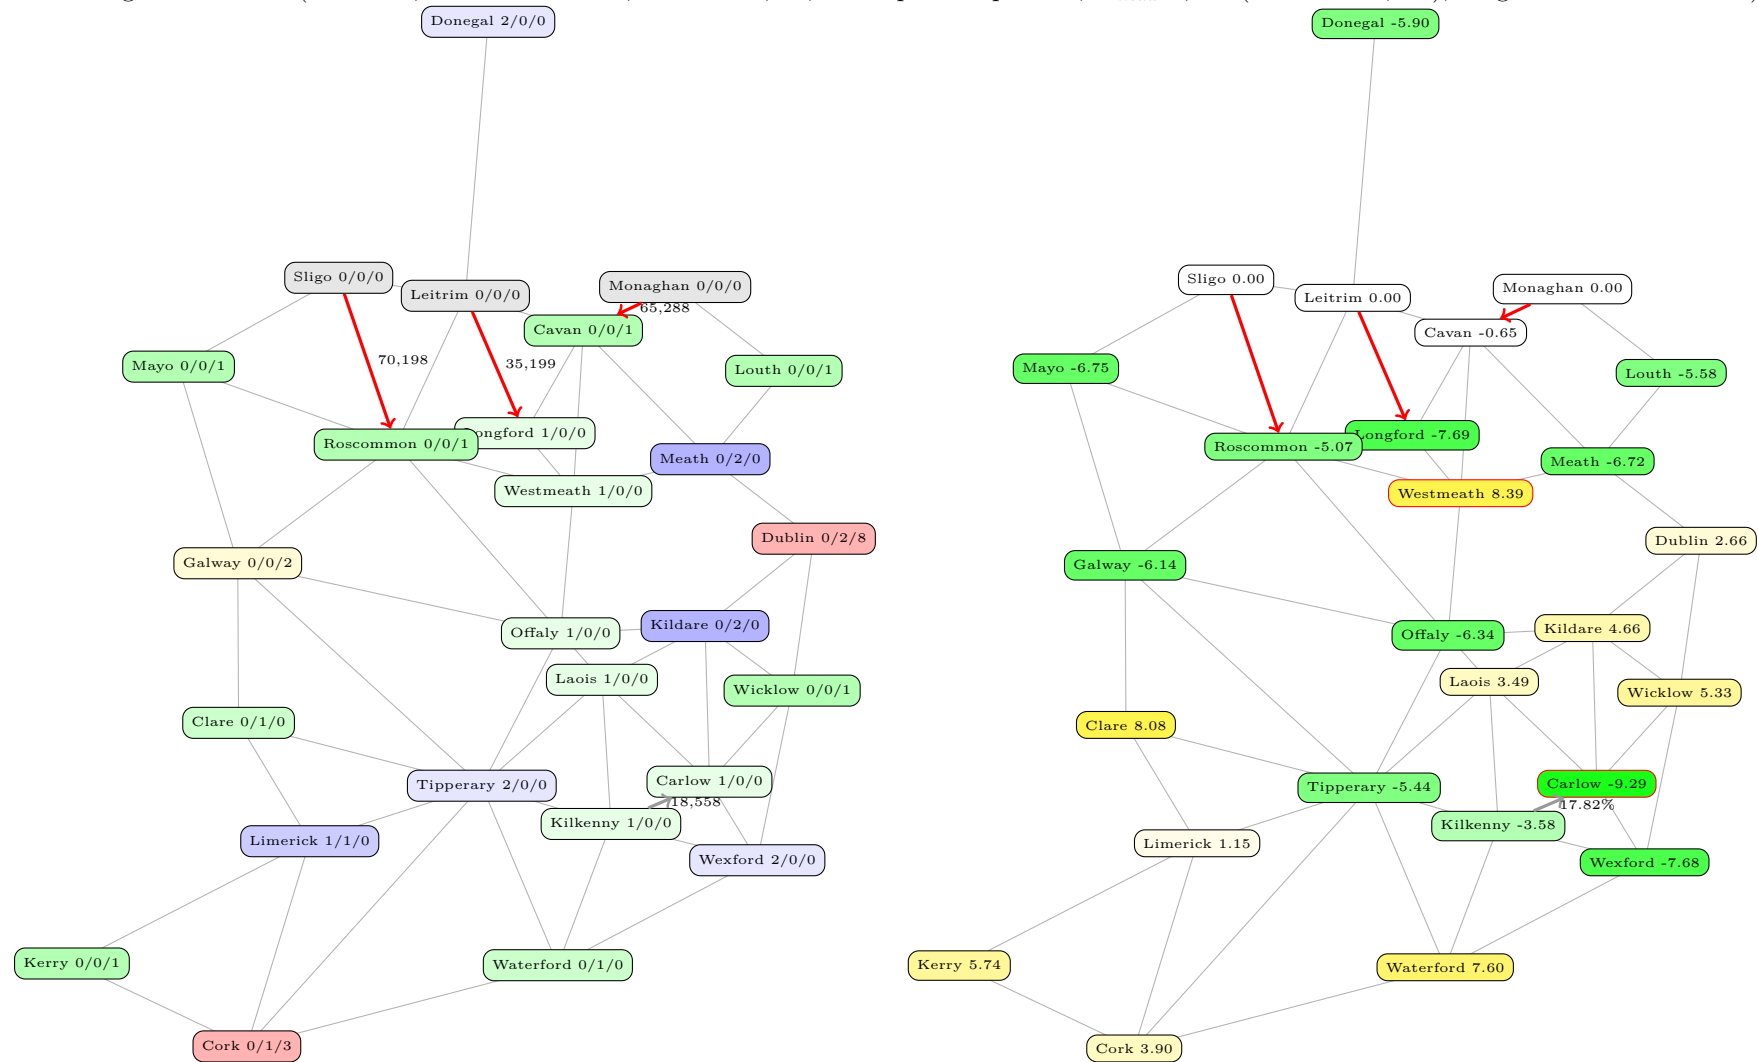 Donegal 2/0/0
Sligo 0/0/0
Leitrim 0/0/0
Monaghan 0/0/0
65,288
Cavan 0/0/1
Mayo 0/0/1
70,198
35,199
Louth 0/0/1
Roscommon 0/0/1
ongford 1/0/0
Meath 0/2/0
Westmeath 1/0/0
Dublin 0/2/8
Galway 0/0/2
Offaly 1/0/0
Kildare 0/2/0
Laois 1/0/0
Wicklow 0/0/1
Clare 0/1/0
Tipperary 2/0/0
Carlow 1/0/0
18,558
Kilkenny 1/0/0
Limerick 1/1/0
Wexford 2/0/0
Kerry 0/0/1
Waterford 0/1/0
Cork 0/1/3
Donegal -5.90
Sligo 0.00
Leitrim 0.00
Monaghan 0.00
Cavan -0.65
Mayo -6.75
Louth -5.58
Roscommon -5.07
Longford -7.69
Meath -6.72
Westmeath 8.39
Dublin 2.66
Galway -6.14
Offaly -6.34
Kildare 4.66
Laois 3.49
Wicklow 5.33
Clare 8.08
Tipperary -5.44
Carlow -9.29
17.82%
Kilkenny -3.58
Limerick 1.15
Wexford -7.68
Kerry 5.74
Waterford 7.60
Cork 3.90